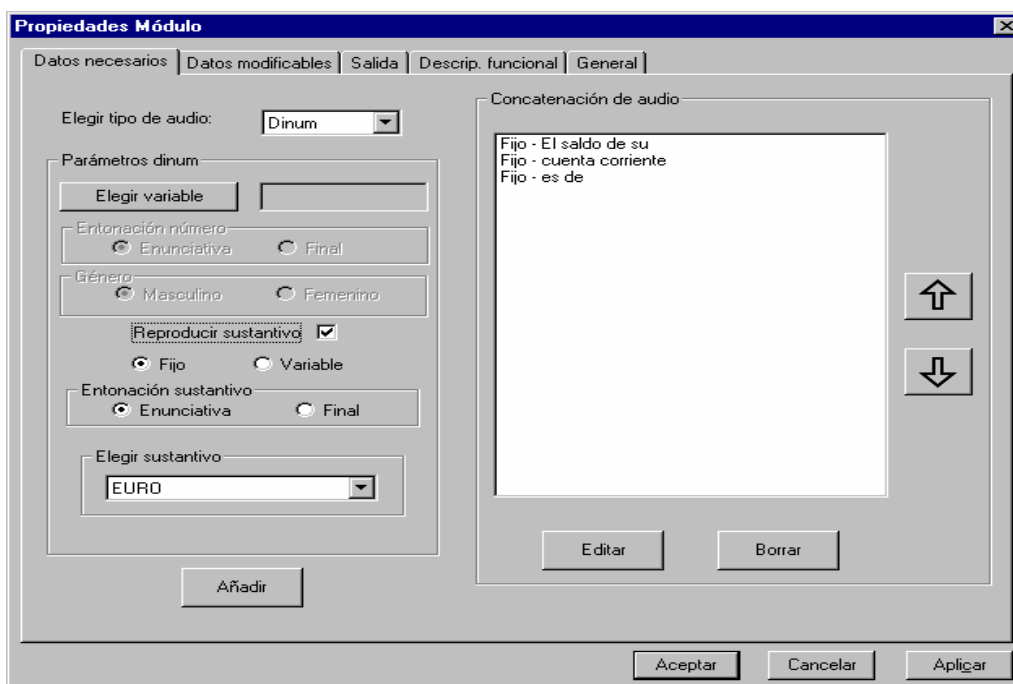 Propiedades Módulo
Datos necesarios
Datos modificables
Salida
Descrip. funcional
General
Elegir tipo de audio:
Dinum
Parámetros dinum
Elegir variable
Entonación número
Enunciativa
Final
Género
Masculino
Femenino
Reproducir sustantivo
Fijo
Variable
Entonación sustantivo
Enunciativa
Final
Elegir sustantivo
EURO
Añadir
Concatenación de audio
Fijo - El saldo de su
Fijo - cuenta corriente
Fijo - es de
Editar
Borrar
Aceptar
Cancelar
Aplicar